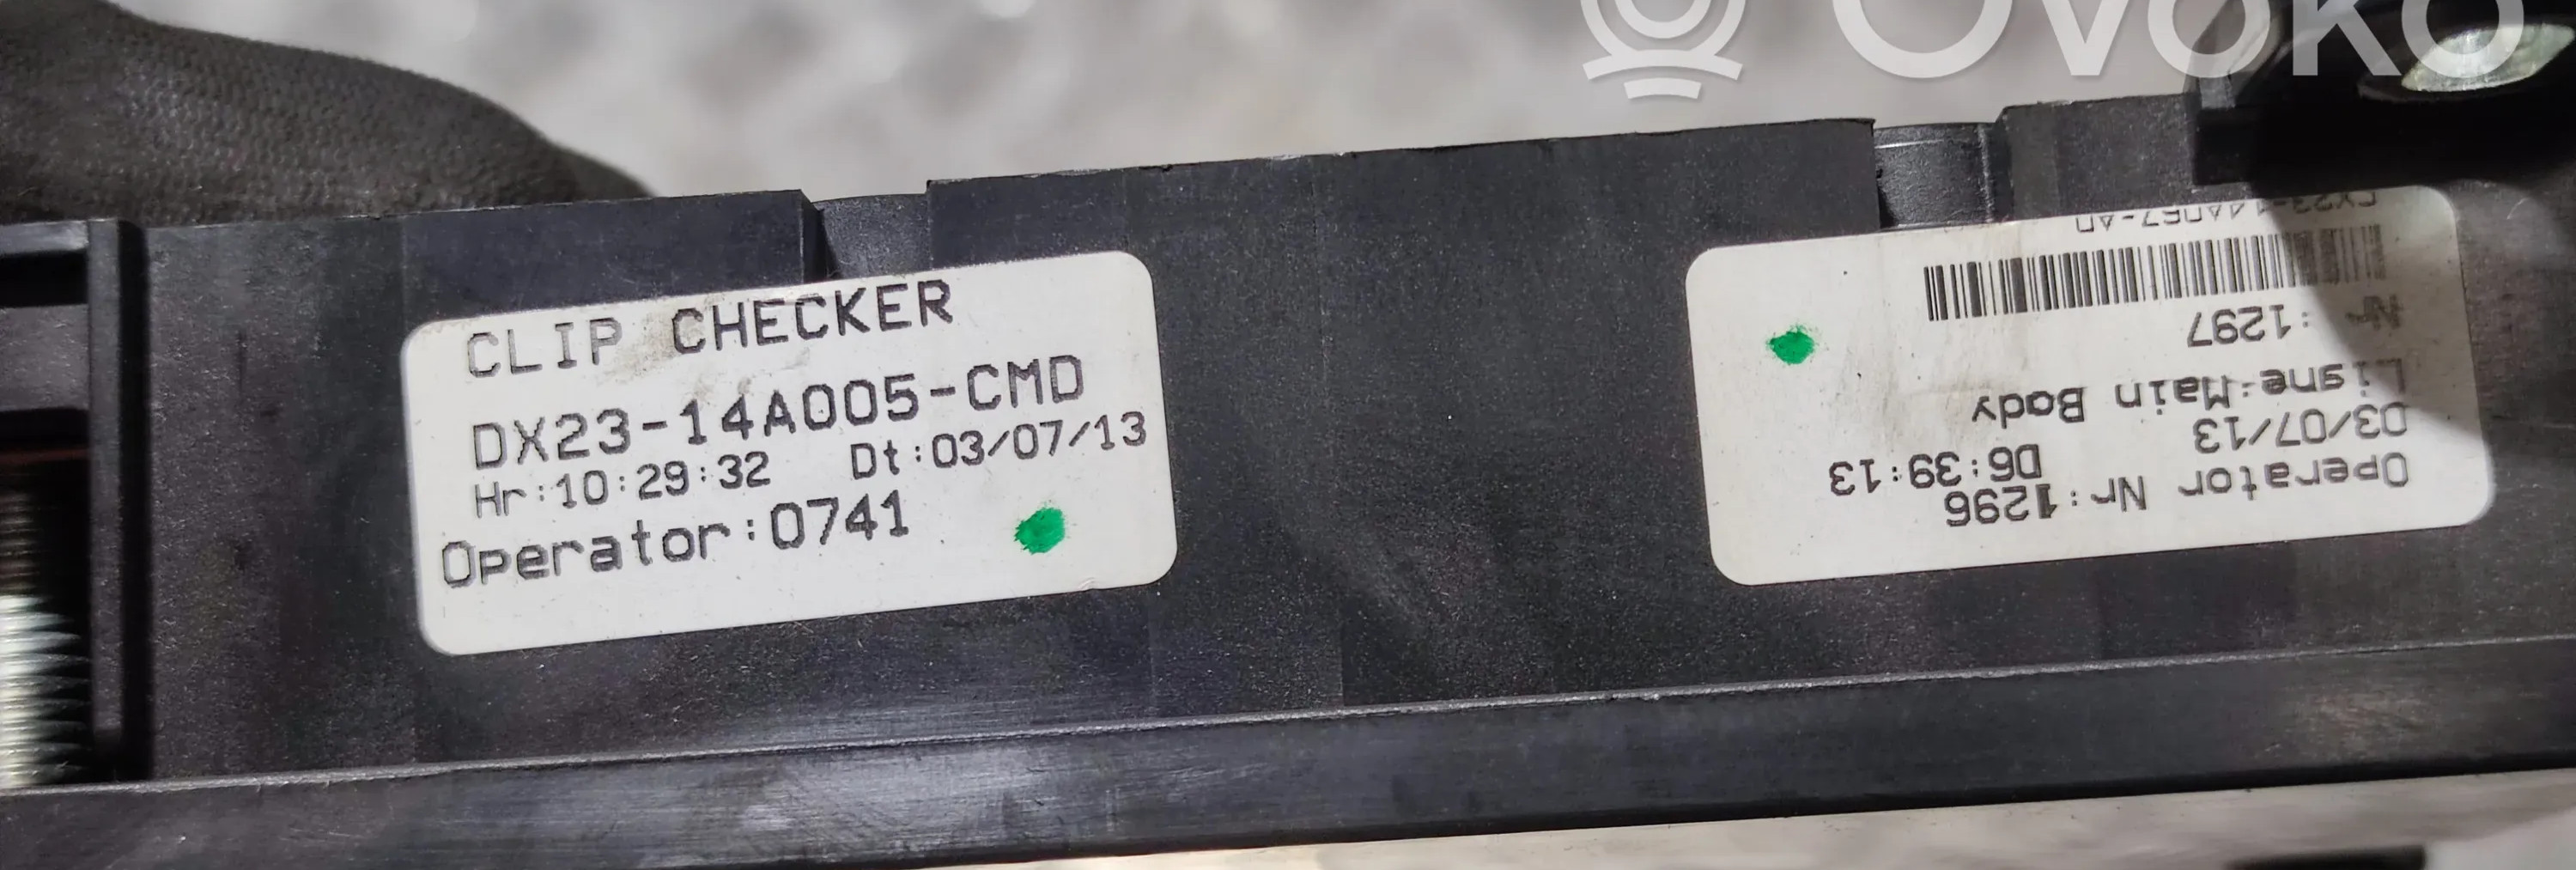 OVOKO
CLIP CHECKER
DX23-14A005-CMD
Hr:10:29:32 Dt:03/07/13
Operator:0741
Operator Nr:1296
03/07/13 06:39:13
Ligne:Main Body
Nr :1297